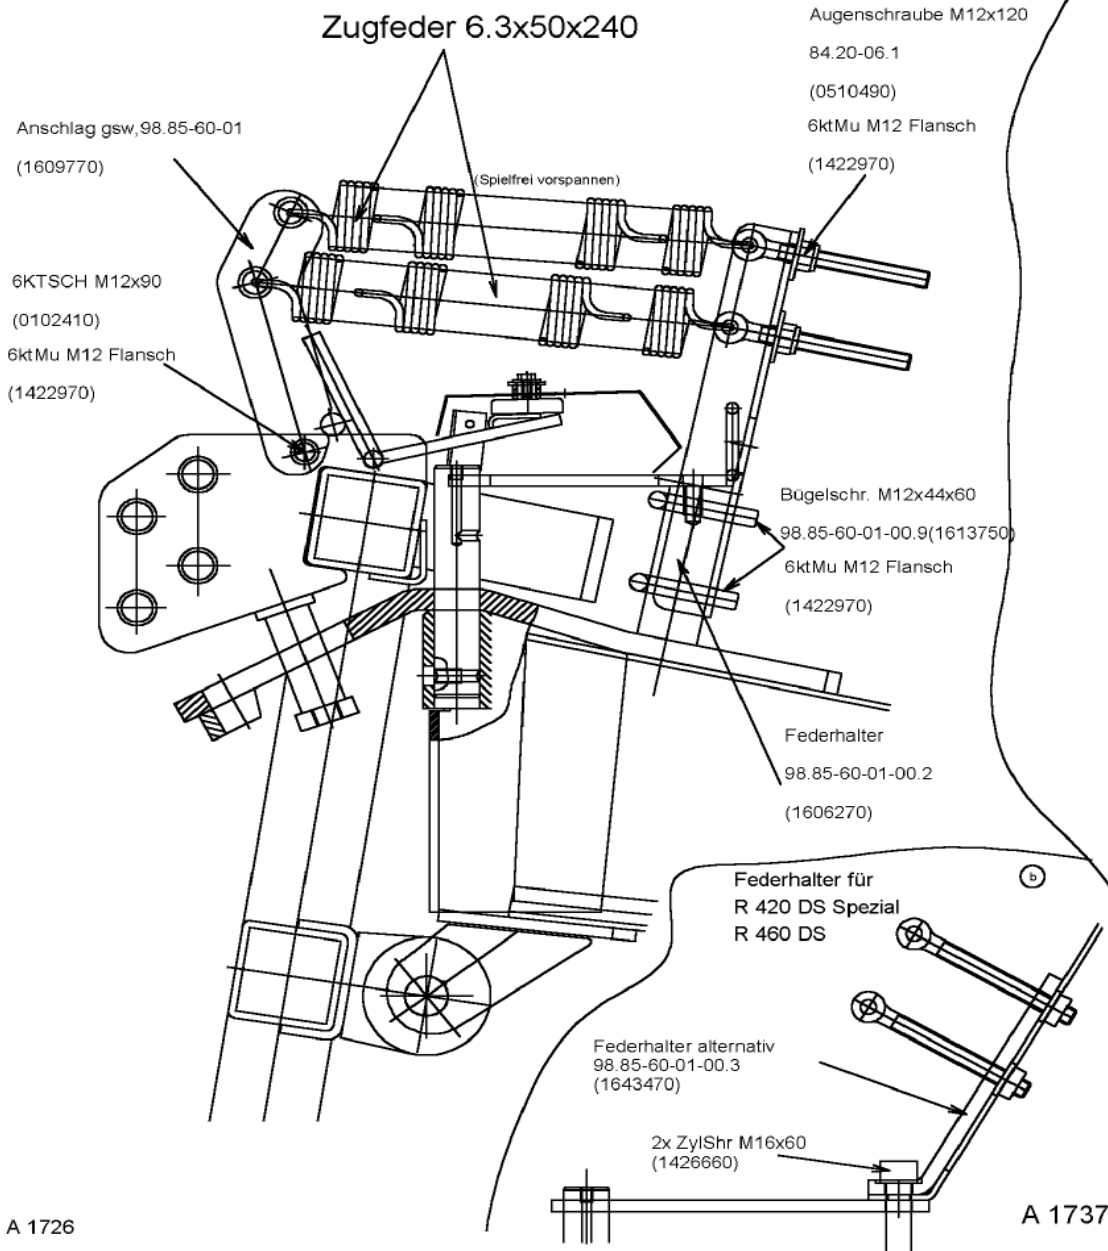 Zugfeder 6.3x50x240
Augenschraube M12x120
84.20-06.1
(0510490)
6ktMu M12 Flansch
(1422970)
Anschlag gsw,98.85-60-01
(1609770)
(Spielfrei vorspannen)
6KTSCH M12x90
(0102410)
6ktMu M12 Flansch
(1422970)
Bügelschr. M12x44x60
98.85-60-01-00.9(1613750)
6ktMu M12 Flansch
(1422970)
Federhalter
98.85-60-01-00.2
(1606270)
Federhalter für
R 420 DS Spezial
R 460 DS
b
Federhalter alternativ
98.85-60-01-00.3
(1643470)
2x ZylShr M16x60
(1426660)
A 1726
A 1737